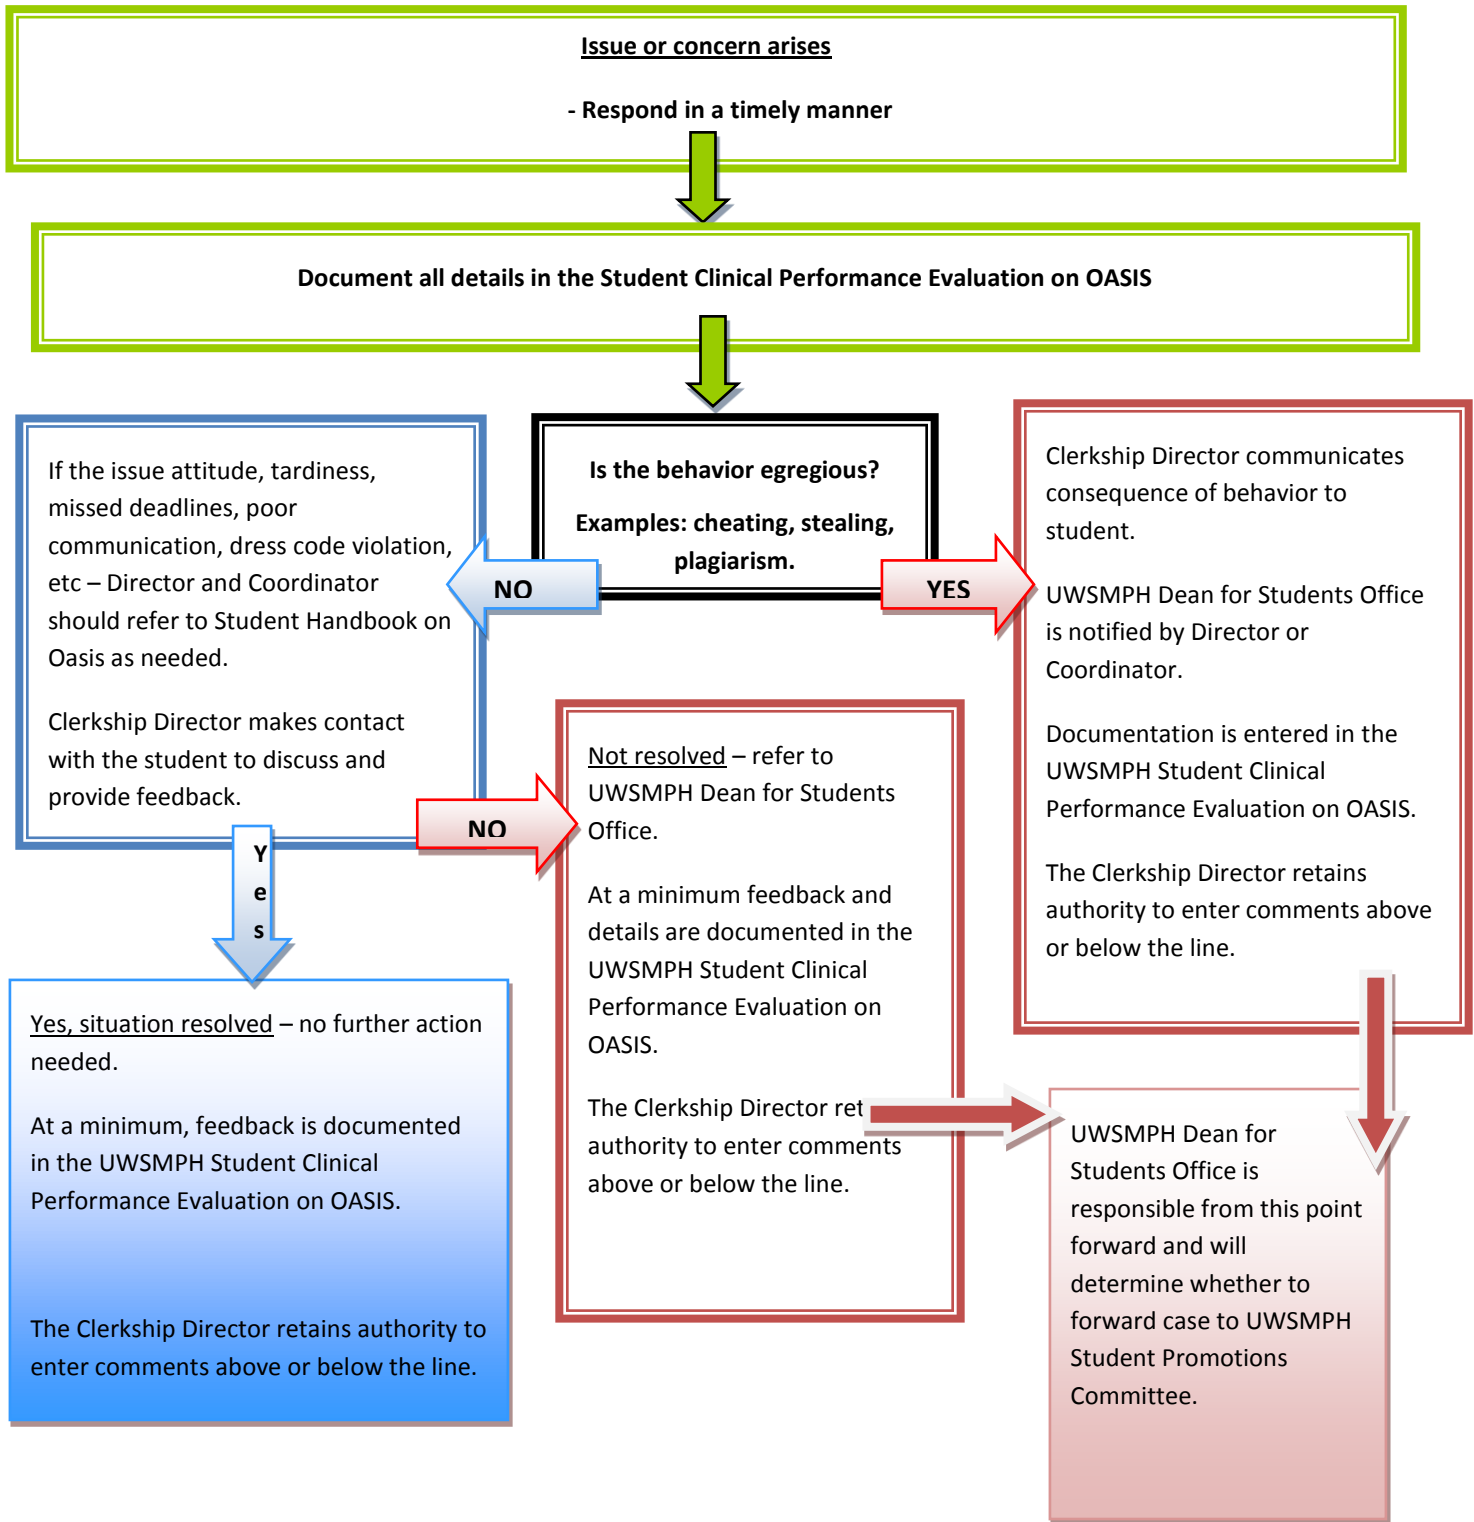 Issue or concern arises
- Respond in a timely manner
Document all details in the Student Clinical Performance Evaluation on OASIS
Is the behavior egregious?
Examples: cheating, stealing,
plagiarism.
NO
YES
If the issue attitude, tardiness,
missed deadlines, poor
communication, dress code violation,
etc – Director and Coordinator
should refer to Student Handbook on
Oasis as needed.
Clerkship Director makes contact
with the student to discuss and
provide feedback.
NO
Y
e
s
Yes, situation resolved – no further action
needed.
At a minimum, feedback is documented
in the UWSMPH Student Clinical
Performance Evaluation on OASIS.
The Clerkship Director retains authority to
enter comments above or below the line.
Not resolved – refer to
UWSMPH Dean for Students
Office.
At a minimum feedback and
details are documented in the
UWSMPH Student Clinical
Performance Evaluation on
OASIS.
The Clerkship Director
authority to enter comments
above or below the line.
Clerkship Director communicates
consequence of behavior to
student.
UWSMPH Dean for Students Office
is notified by Director or
Coordinator.
Documentation is entered in the
UWSMPH Student Clinical
Performance Evaluation on OASIS.
The Clerkship Director retains
authority to enter comments above
or below the line.
UWSMPH Dean for
Students Office is
responsible from this point
forward and will
determine whether to
forward case to UWSMPH
Student Promotions
Committee.